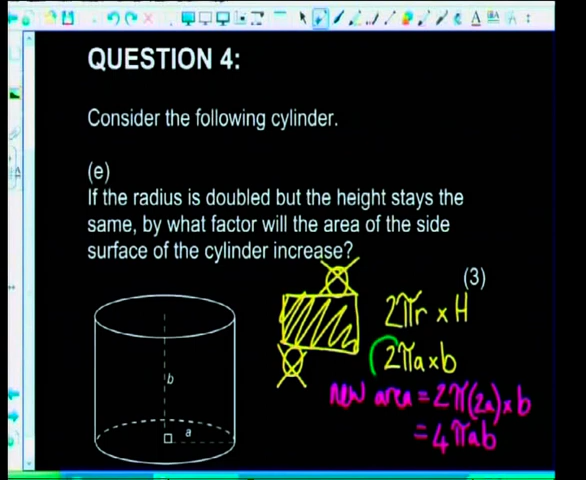 QUESTION 4:
Consider the following cylinder.
(e)
If the radius is doubled but the height stays the
same, by what factor will the area of the side
surface of the cylinder increase?
(3)
2πr × H
2πa×b
new area = 2π(2a)×b
= 4πab
b
a